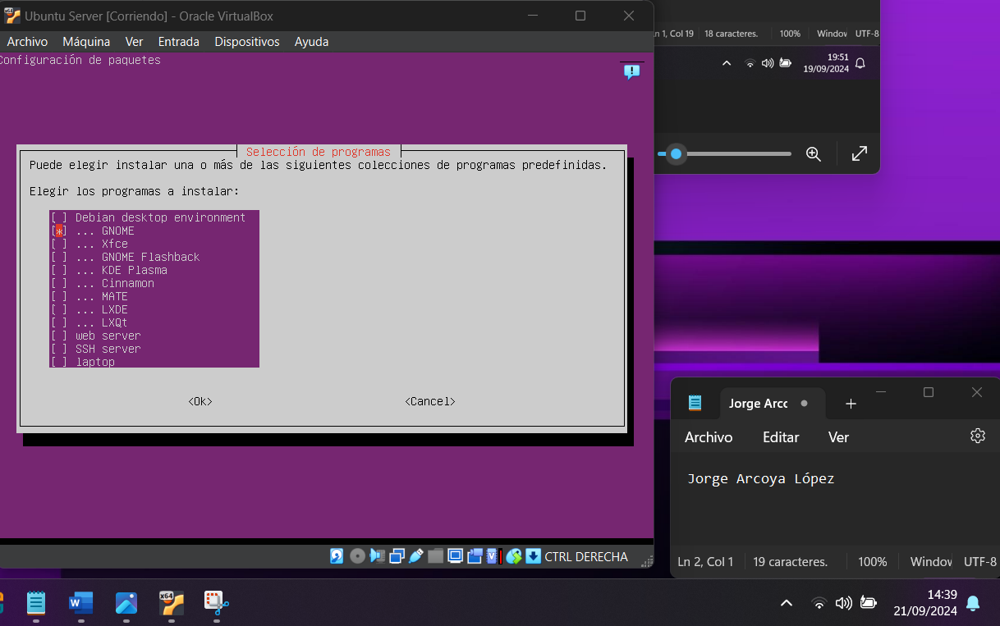 Ubuntu Server [Corriendo] - Oracle VirtualBox
Archivo Máquina Ver Entrada Dispositivos Ayuda
Configuración de paquetes
Selección de programas
Puede elegir instalar una o más de las siguientes colecciones de programas predefinidas.
Elegir los programas a instalar:
[ ] Debian desktop environment
[*] ... GNOME
[ ] ... Xfce
[ ] ... GNOME Flashback
[ ] ... KDE Plasma
[ ] ... Cinnamon
[ ] ... MATE
[ ] ... LXDE
[ ] ... LXQt
[ ] web server
[ ] SSH server
[ ] laptop
<Ok> <Cancel>
CTRL DERECHA
n 1, Col 19 18 caracteres. 100% Window UTF-8
19:51
19/09/2024
Jorge Arcc
Archivo Editar Ver
Jorge Arcoya López
Ln 2, Col 1 19 caracteres. 100% Window UTF-8
x64
14:39
21/09/2024